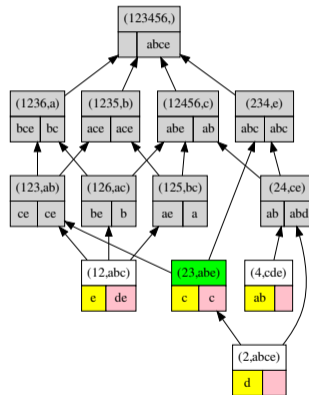 (123456,)
abce
(1236,a) (1235,b) (12456,c) (234,e)
bce bc ace ace abe ab abc abc
(123,ab) (126,ac) (125,bc) (24,ce)
ce ce be b ae a ab abd
(12,abc) (23,abe) (4,cde)
e de c c ab
(2,abce)
d